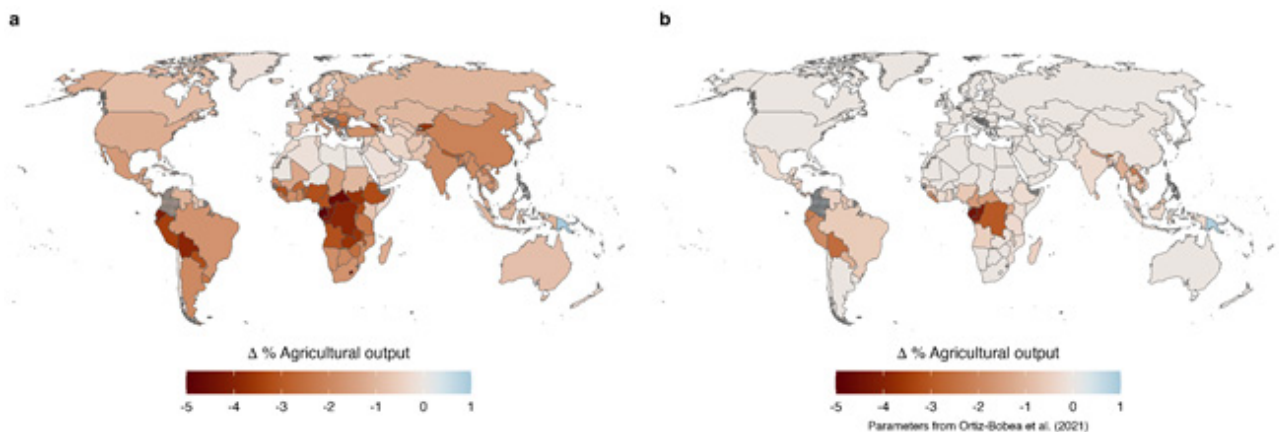 a
b
Δ % Agricultural output
-5 -4 -3 -2 -1 0 1
Δ % Agricultural output
-5 -4 -3 -2 -1 0 1
Parameters from Ortiz-Bobea et al. (2021)